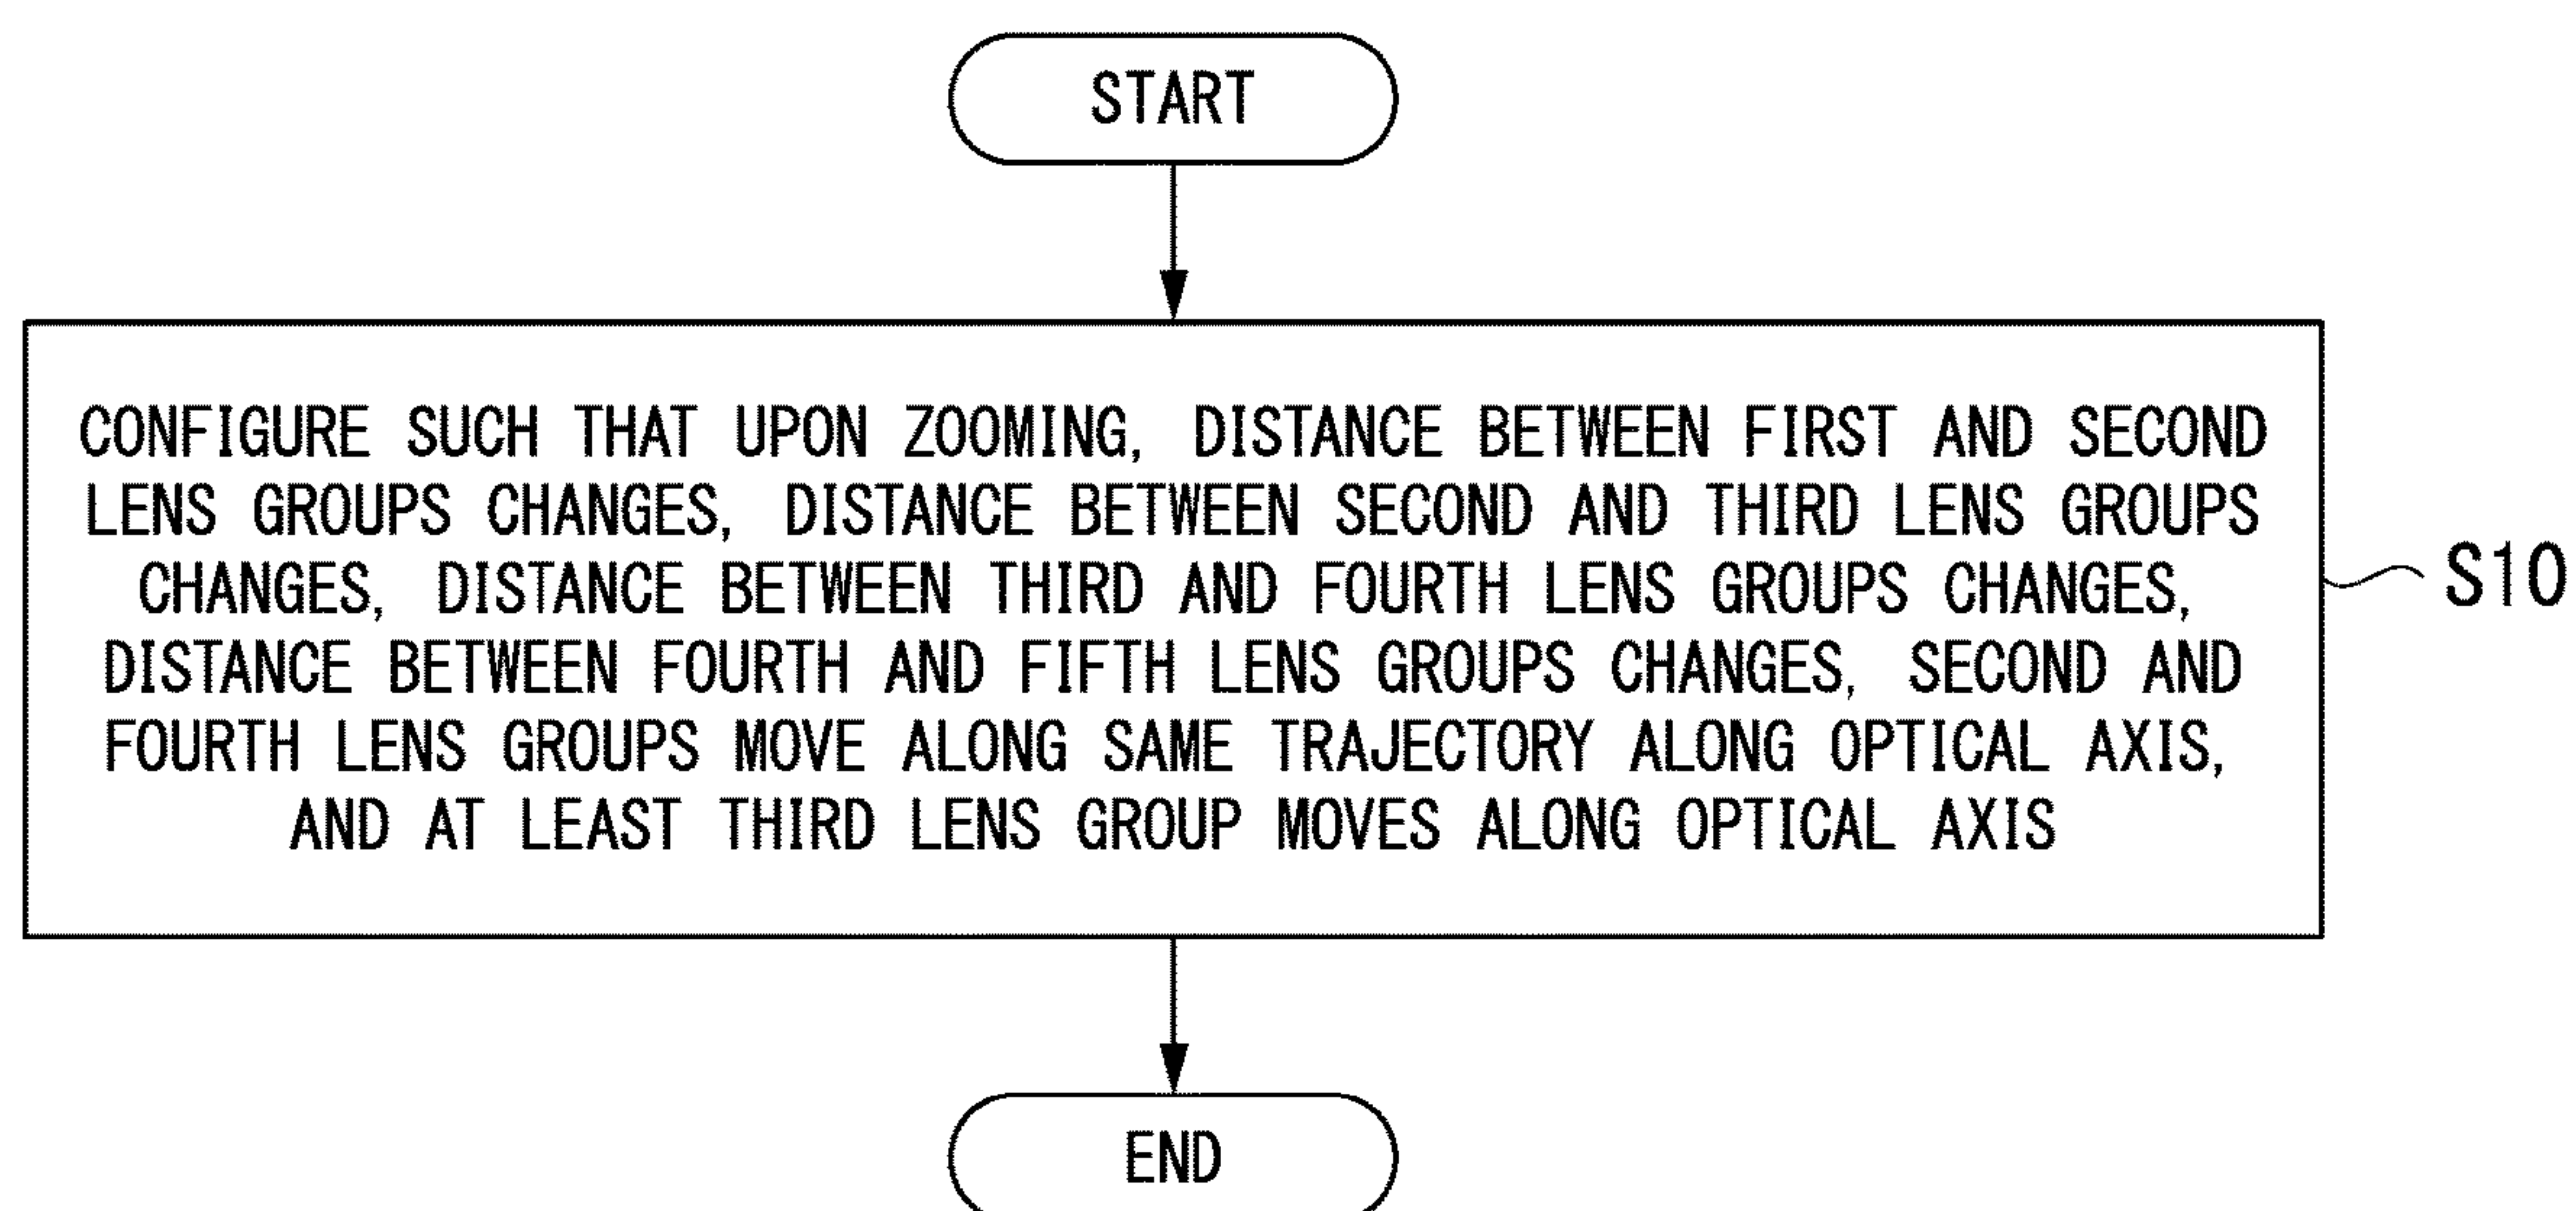 START
CONFIGURE SUCH THAT UPON ZOOMING, DISTANCE BETWEEN FIRST AND SECOND
LENS GROUPS CHANGES, DISTANCE BETWEEN SECOND AND THIRD LENS GROUPS
CHANGES, DISTANCE BETWEEN THIRD AND FOURTH LENS GROUPS CHANGES,
DISTANCE BETWEEN FOURTH AND FIFTH LENS GROUPS CHANGES, SECOND AND
FOURTH LENS GROUPS MOVE ALONG SAME TRAJECTORY ALONG OPTICAL AXIS,
AND AT LEAST THIRD LENS GROUP MOVES ALONG OPTICAL AXIS
S10
END